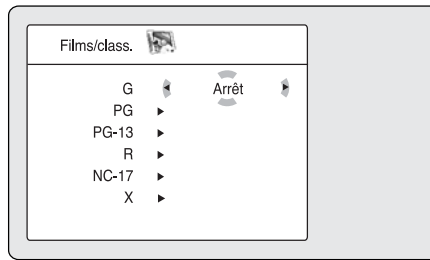 Films/class.
G Arrêt
PG
PG-13
R
NC-17
X